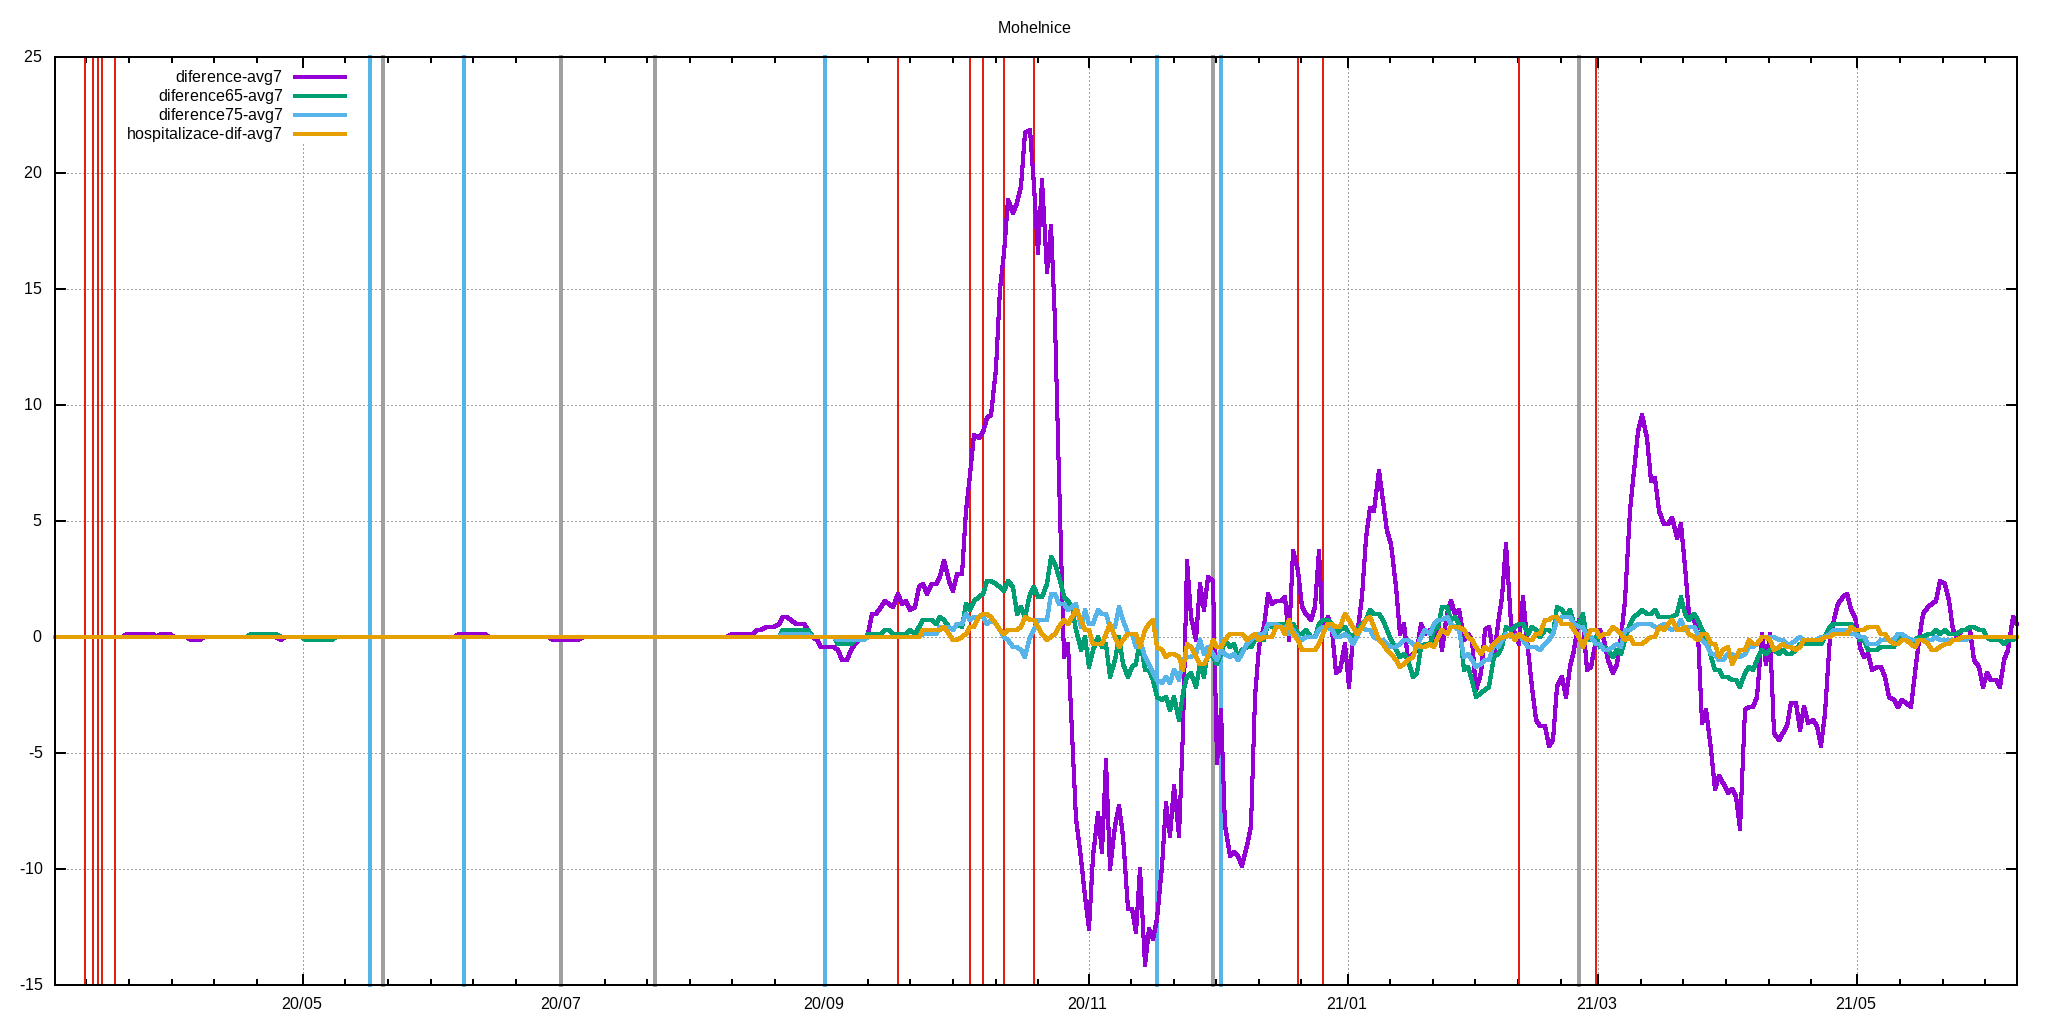 Mohelnice
diference-avg7
diference65-avg7
diference75-avg7
hospitalizace-dif-avg7
25
20
15
10
5
0
-5
-10
-15
20/05 20/07 20/09 20/11 21/01 21/03 21/05